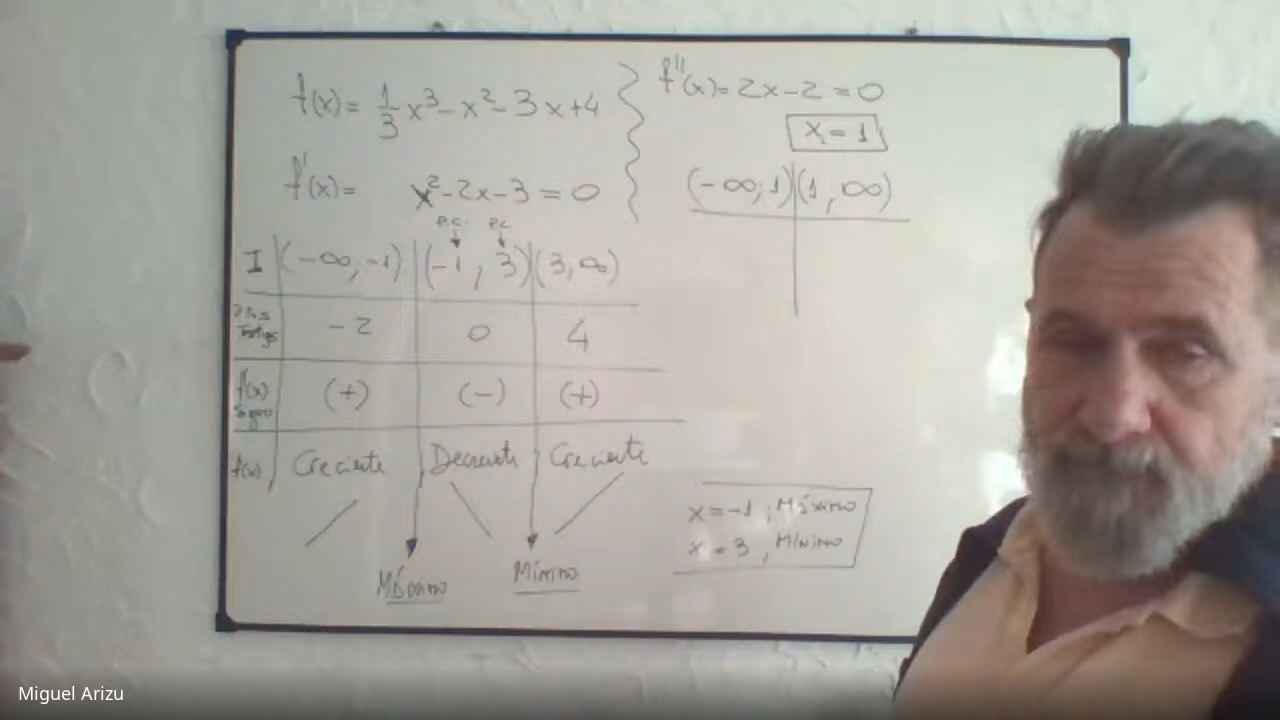 f(x)= 1/3 x³-x²-3x+4
f'(x)= x²-2x-3=0
P.C. P.C
I (-∞,-1) (-1, 3) (3,∞)
-2 0 4
f'(x) (+) (-) (+)
signo
f(x) Creciente Decreciente Creciente
Máximo Mínimo
f''(x)=2x-2=0
x₁=1
(-∞;1) (1, ∞)
x=-1, Máximo
x=3, Mínimo
Miguel Arizu